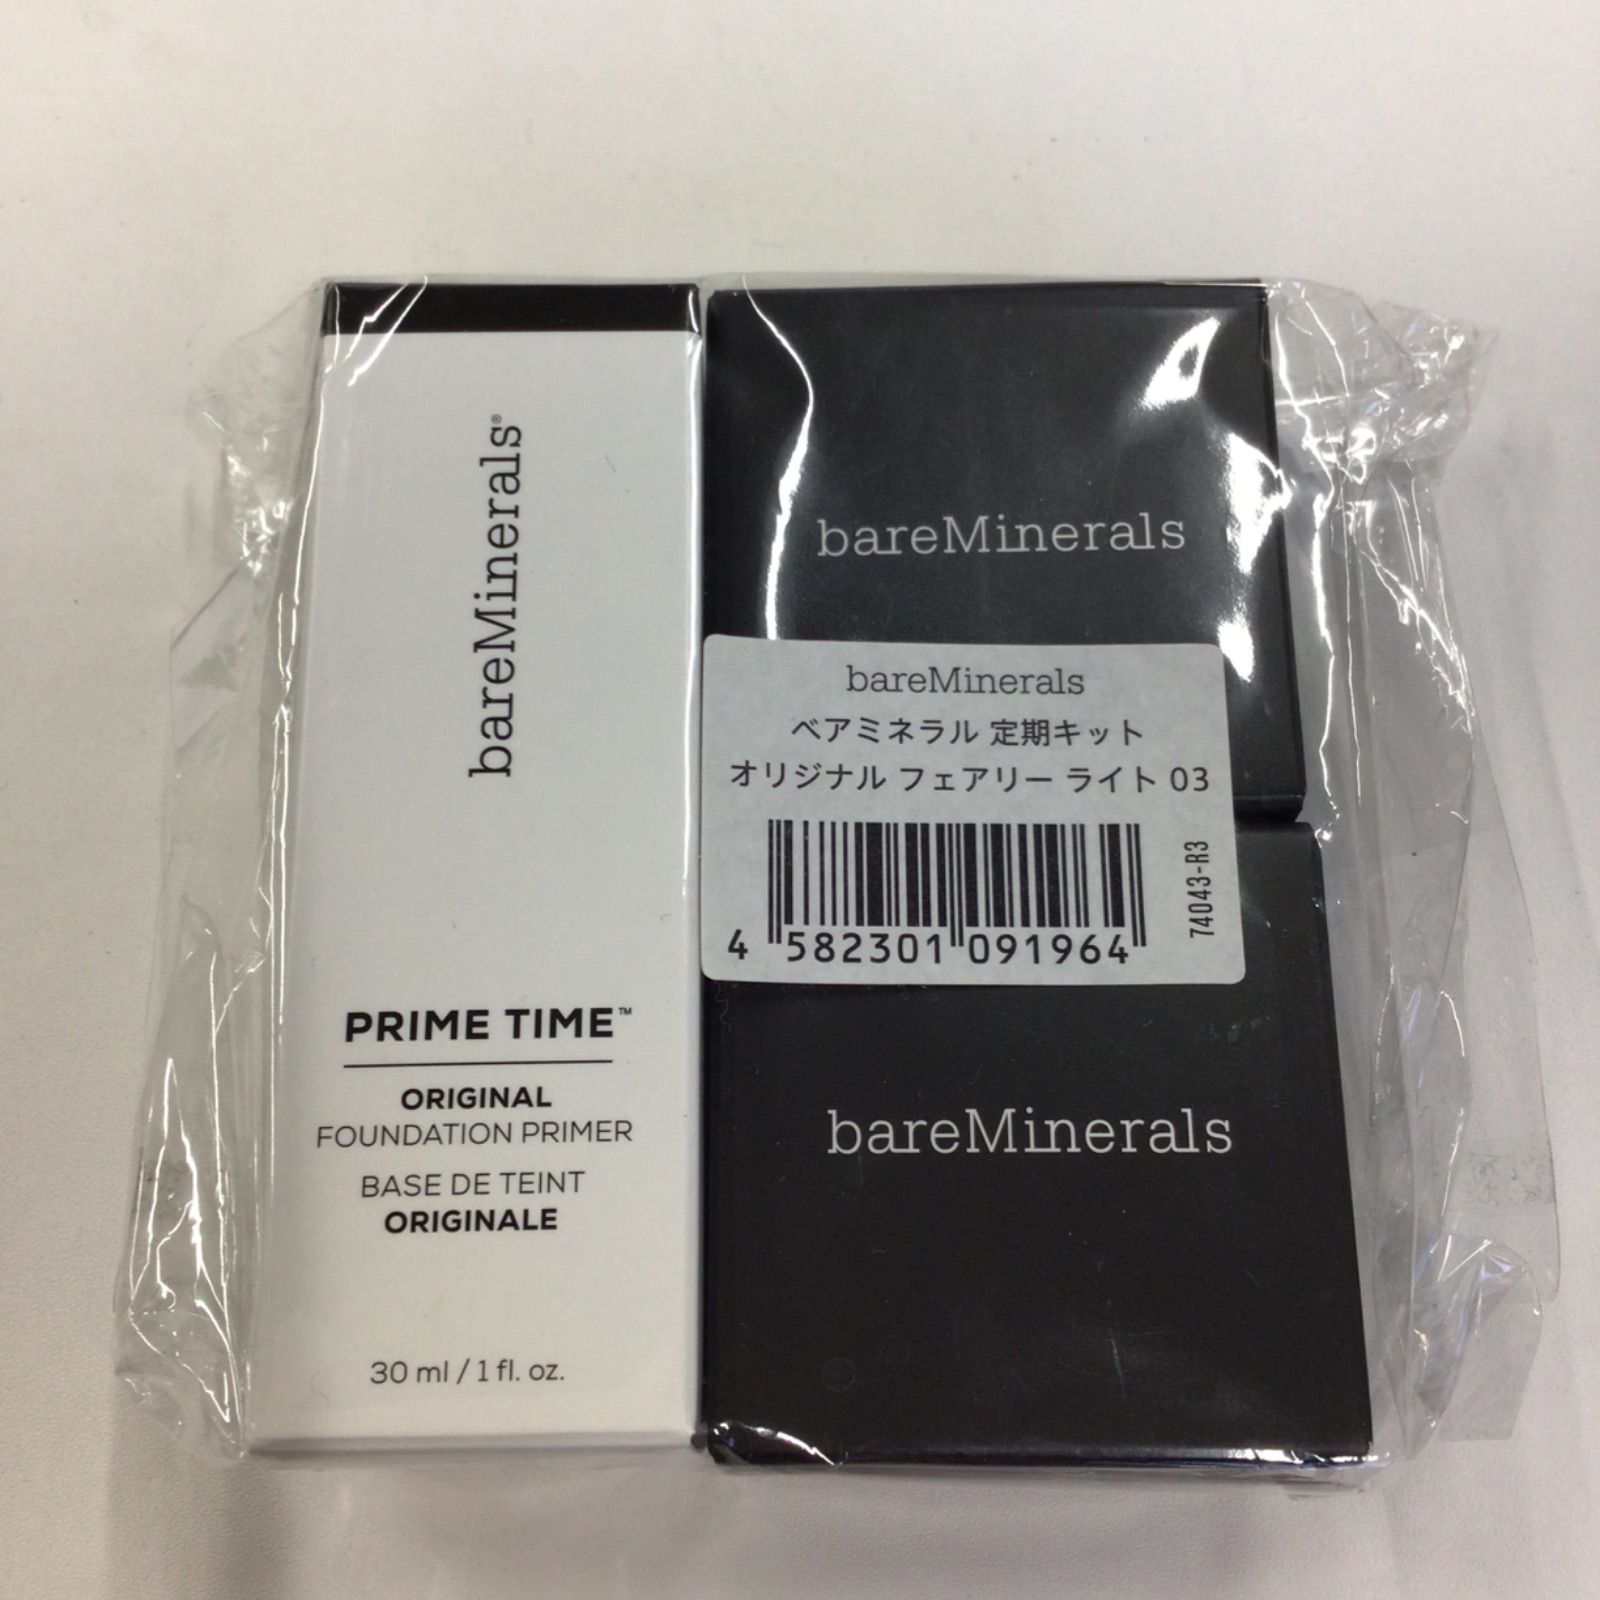 bareMinerals®
PRIME TIME™
ORIGINAL
FOUNDATION PRIMER
BASE DE TEINT
ORIGINALE
30 ml / 1 fl. oz.
bareMinerals
bareMinerals
ベアミネラル 定期キット
オリジナル フェアリー ライト 03
4 582301 091964
74043-R3
bareMinerals